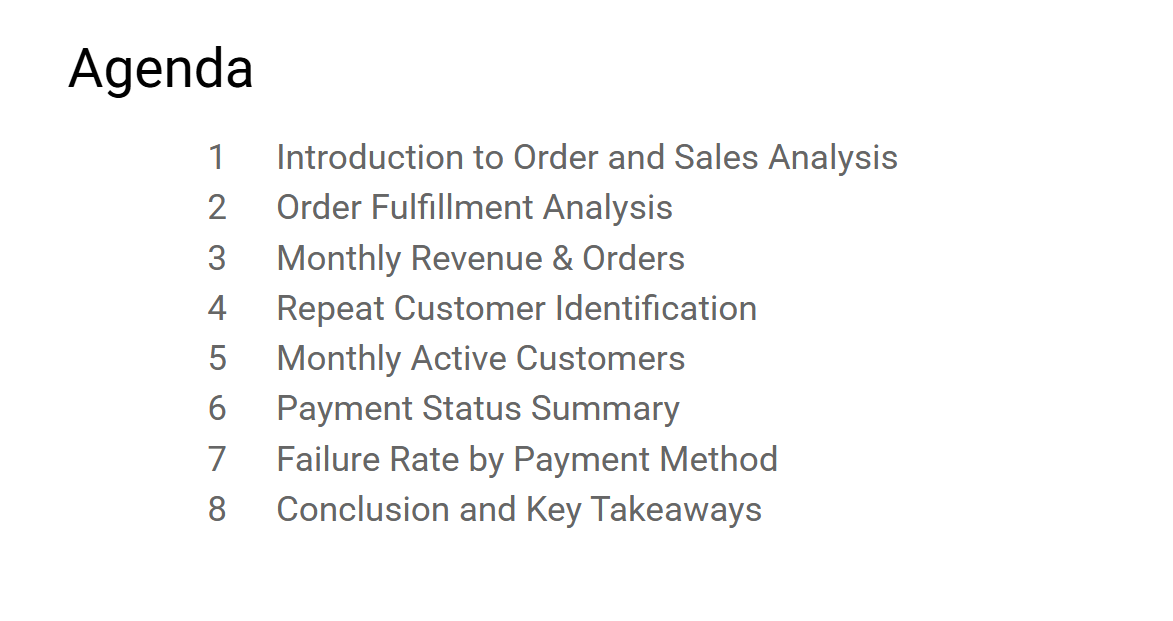 Agenda
1 Introduction to Order and Sales Analysis
2 Order Fulfillment Analysis
3 Monthly Revenue & Orders
4 Repeat Customer Identification
5 Monthly Active Customers
6 Payment Status Summary
7 Failure Rate by Payment Method
8 Conclusion and Key Takeaways